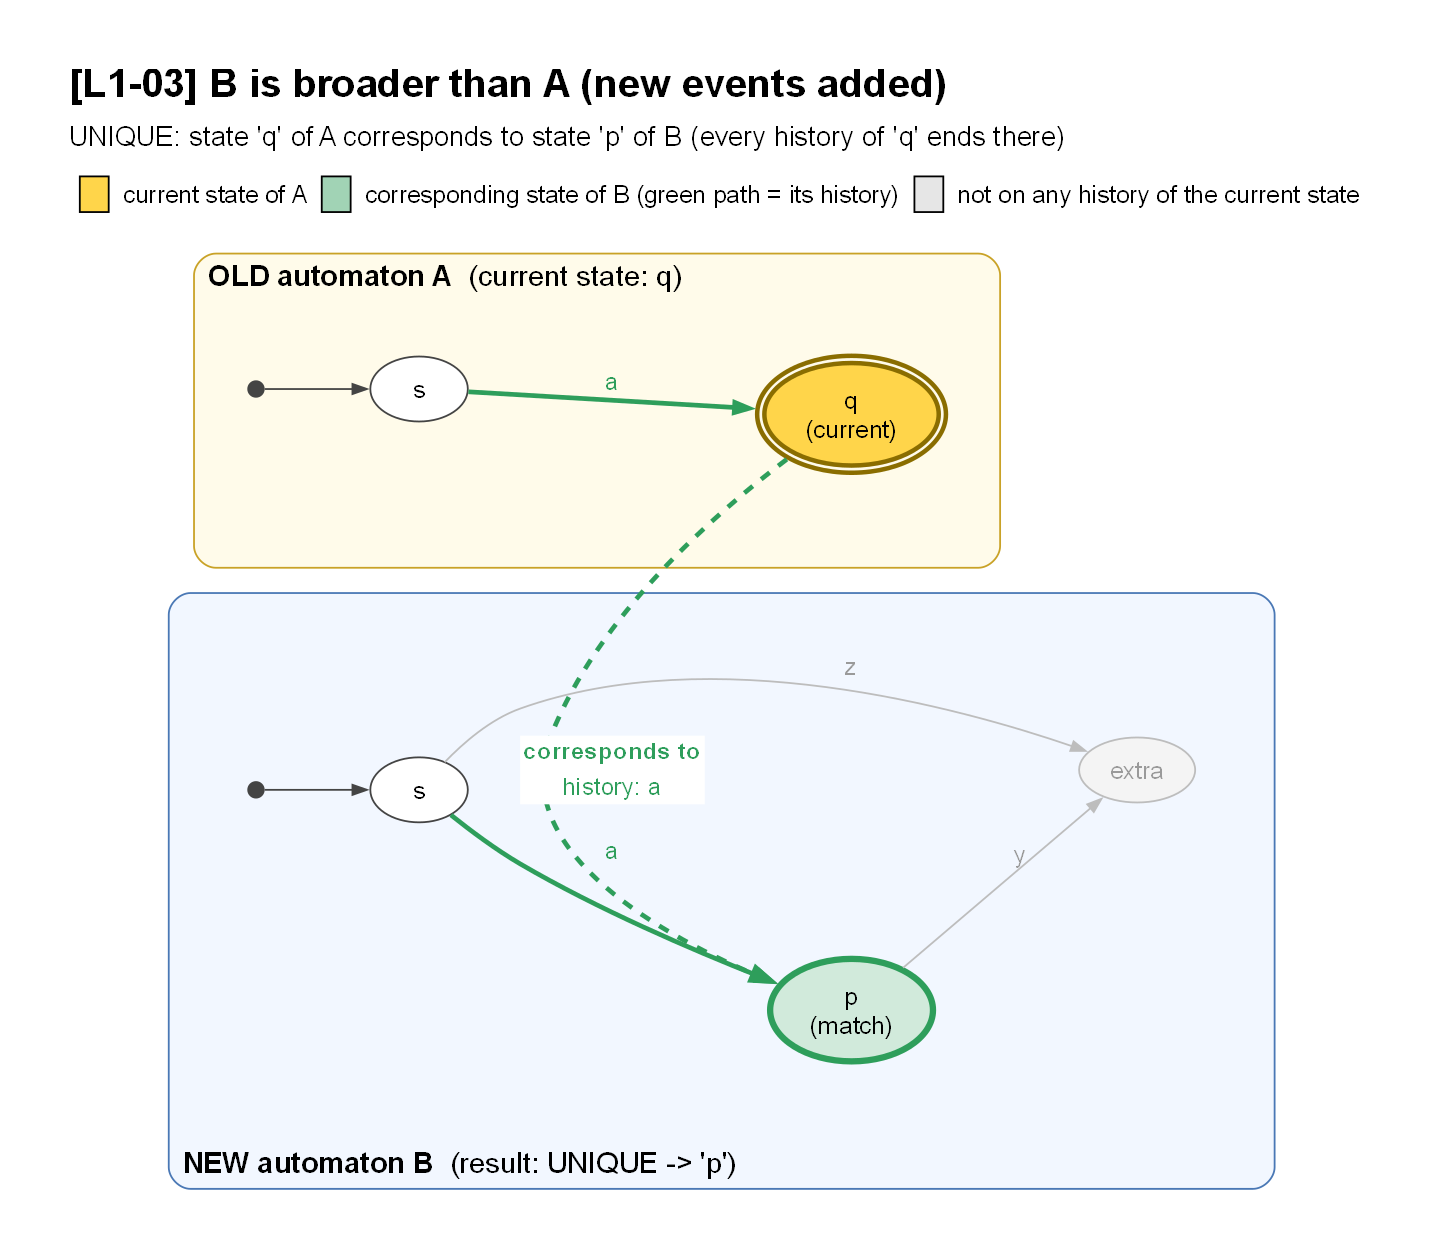 [L1-03] B is broader than A (new events added)
UNIQUE: state 'q' of A corresponds to state 'p' of B (every history of 'q' ends there)
current state of A
corresponding state of B (green path = its history)
not on any history of the current state
OLD automaton A (current state: q)
s
a
q
(current)
z
corresponds to
history: a
s
extra
a
y
p
(match)
NEW automaton B (result: UNIQUE -> 'p')